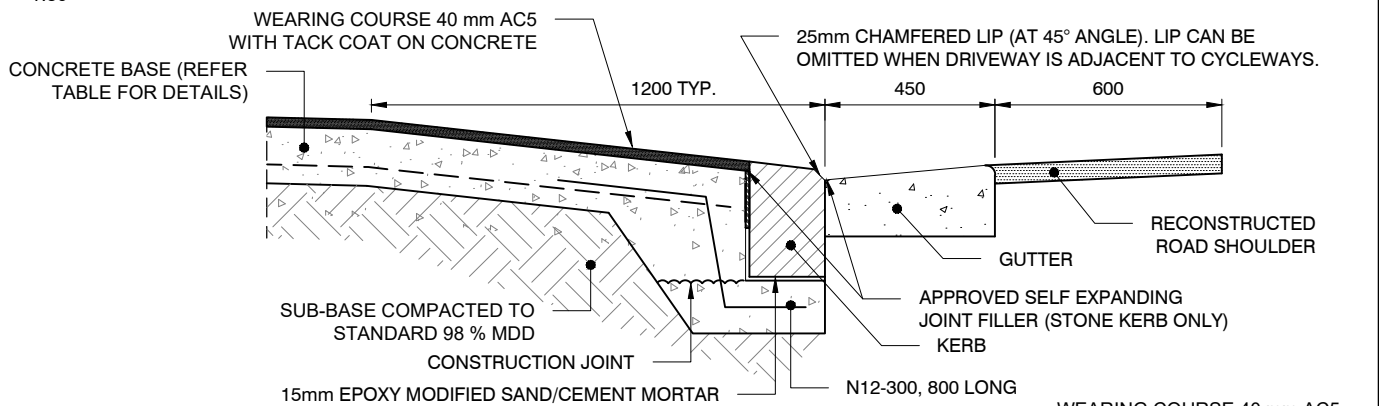 WEARING COURSE 40 mm AC5
WITH TACK COAT ON CONCRETE
25mm CHAMFERED LIP (AT 45° ANGLE). LIP CAN BE
OMITTED WHEN DRIVEWAY IS ADJACENT TO CYCLEWAYS.
CONCRETE BASE (REFER
TABLE FOR DETAILS)
1200 TYP.
450
600
RECONSTRUCTED
ROAD SHOULDER
GUTTER
SUB-BASE COMPACTED TO
STANDARD 98 % MDD
APPROVED SELF EXPANDING
JOINT FILLER (STONE KERB ONLY)
KERB
CONSTRUCTION JOINT
15mm EPOXY MODIFIED SAND/CEMENT MORTAR
N12-300, 800 LONG